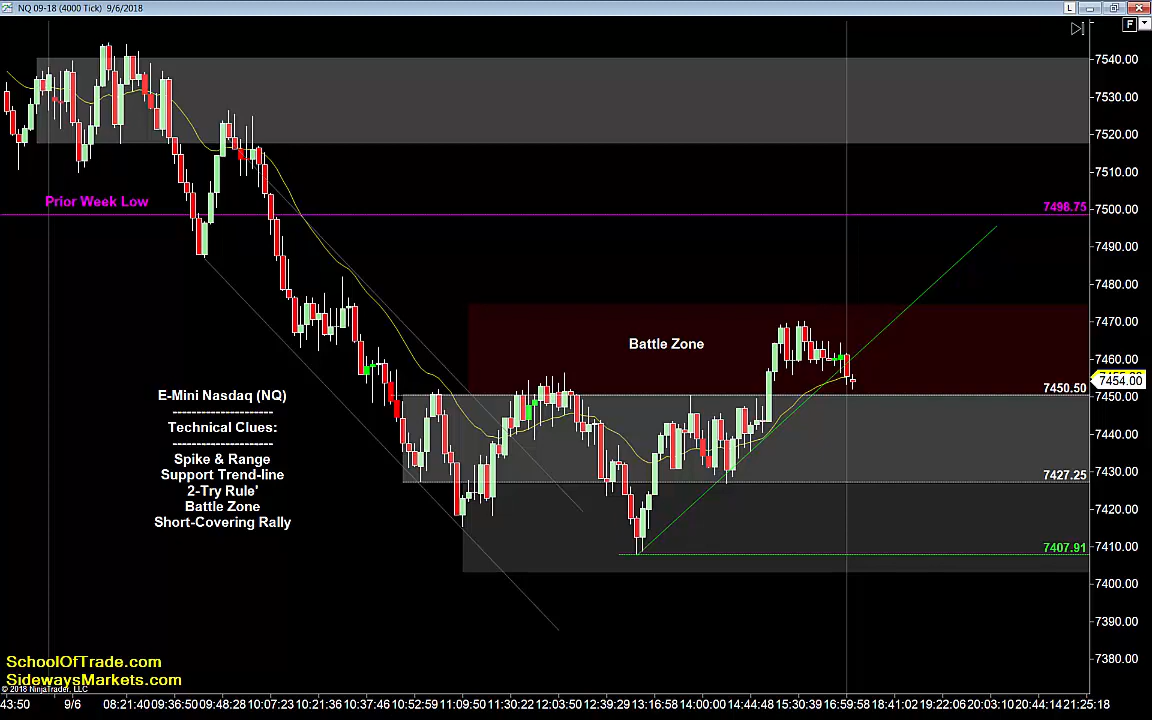 NQ 09-18 (4000 Tick) 9/6/2018
L
F
7540.00
7530.00
7520.00
7510.00
Prior Week Low
7498.75
7500.00
7490.00
7480.00
7470.00
Battle Zone
7460.00
7454.00
7450.50
7450.00
E-Mini Nasdaq (NQ)
---------------------
Technical Clues:
---------------------
Spike & Range
Support Trend-line
2-Try Rule'
Battle Zone
Short-Covering Rally
7440.00
7430.00
7427.25
7420.00
7410.00
7407.91
7400.00
7390.00
7380.00
SchoolOfTrade.com
SidewaysMarkets.com
© 2018 NinjaTrader, LLC
43:50 9/6 08:21:40 09:36:50 09:48:28 10:07:23 10:21:36 10:37:46 10:52:59 11:09:50 11:30:22 12:03:50 12:39:29 13:16:58 14:00:00 14:44:48 15:30:39 16:59:58 18:41:02 19:22:06 20:03:10 20:44:14 21:25:18